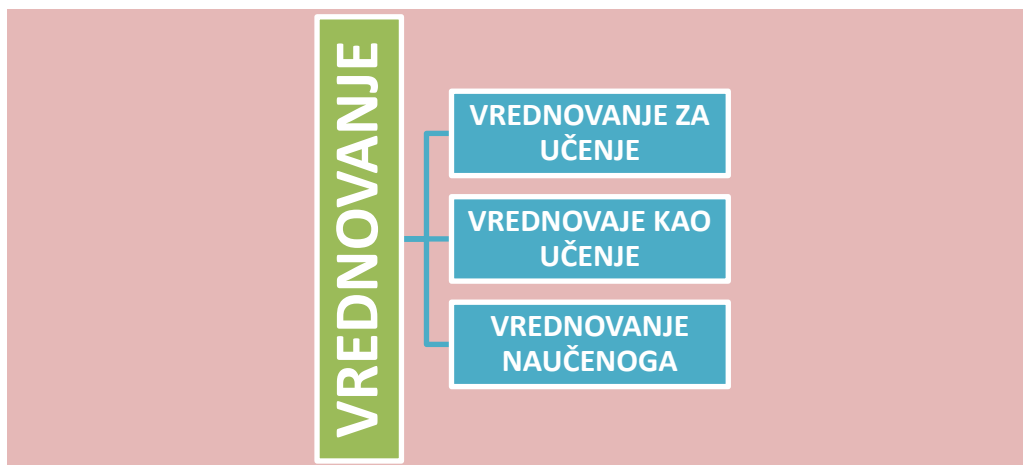 VREDNOVANJE
VREDNOVANJE ZA
UČENJE
VREDNOVAJE KAO
UČENJE
VREDNOVANJE
NAUČENOGA